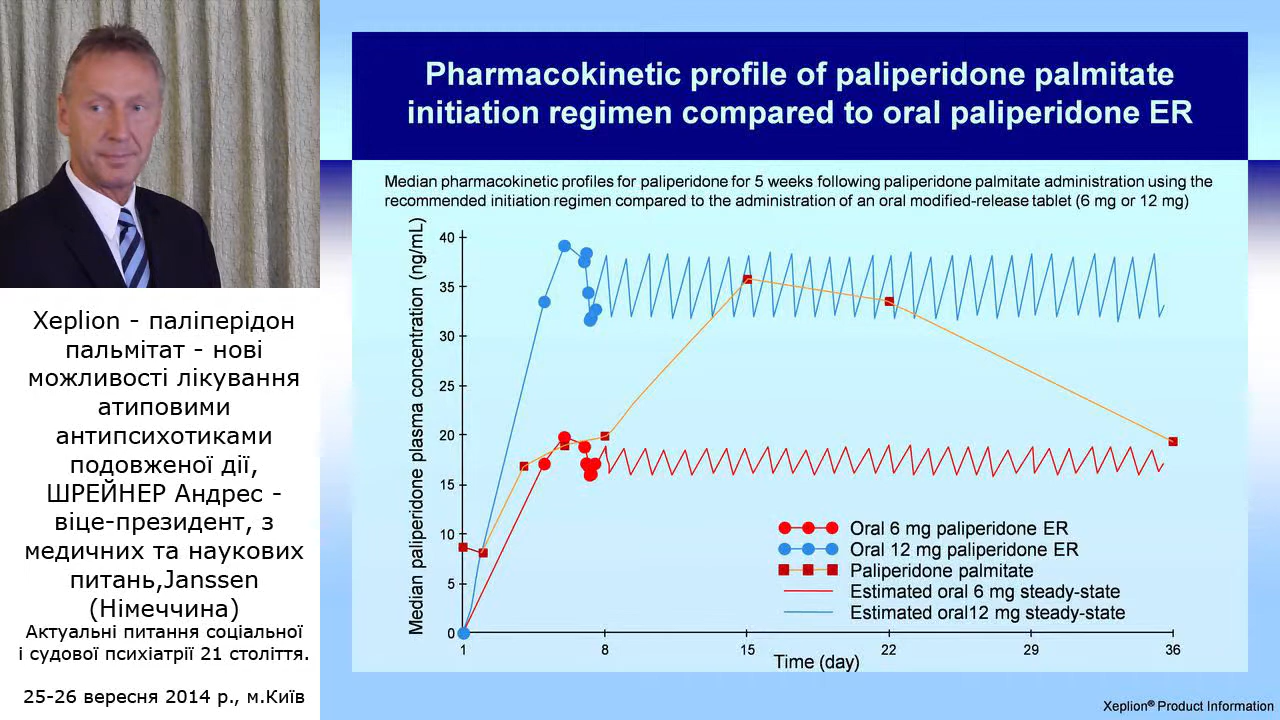 Xeplion - паліперідон
пальмітат - нові
можливості лікування
атиповими
антипсихотиками
подовженої дії,
ШРЕЙНЕР Андрес -
віце-президент, з
медичних та наукових
питань,Janssen
(Німеччина)
Актуальні питання соціальної
і судової психіатрії 21 століття.
25-26 вересня 2014 р., м.Київ
Pharmacokinetic profile of paliperidone palmitate
initiation regimen compared to oral paliperidone ER
Median pharmacokinetic profiles for paliperidone for 5 weeks following paliperidone palmitate administration using the
recommended initiation regimen compared to the administration of an oral modified-release tablet (6 mg or 12 mg)
Median paliperidone plasma concentration (ng/mL)
40
35
30
25
20
15
10
5
0
Oral 6 mg paliperidone ER
Oral 12 mg paliperidone ER
Paliperidone palmitate
Estimated oral 6 mg steady-state
Estimated oral12 mg steady-state
1 8 15 22 29 36
Time (day)
Xeplion® Product Information